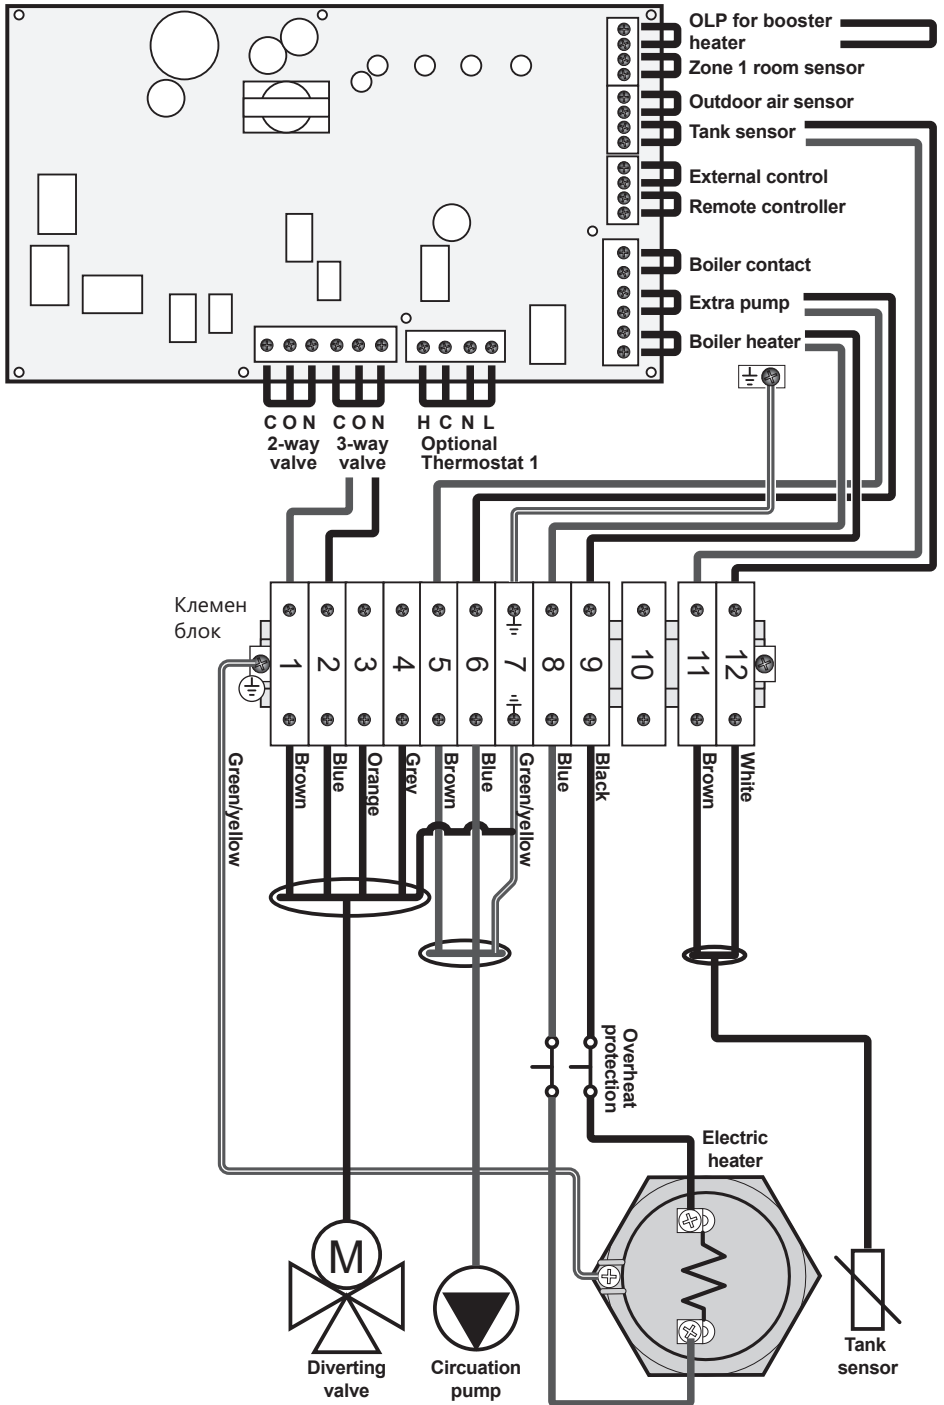 OLP for booster
heater
Zone 1 room sensor
Outdoor air sensor
Tank sensor
External control
Remote controller
Boiler contact
Extra pump
Boiler heater
C O N C O N H C N L
2-way
valve
3-way
valve
Optional
Thermostat 1
Клемен
блок
1
2
3
4
5
6
7
8
9
10
11
12
Green/yellow
Brown
Blue
Orange
Grey
Brown
Blue
Green/yellow
Blue
Black
Brown
White
Overheat
protection
Electric
heater
M
Diverting
valve
Circuation
pump
Tank
sensor